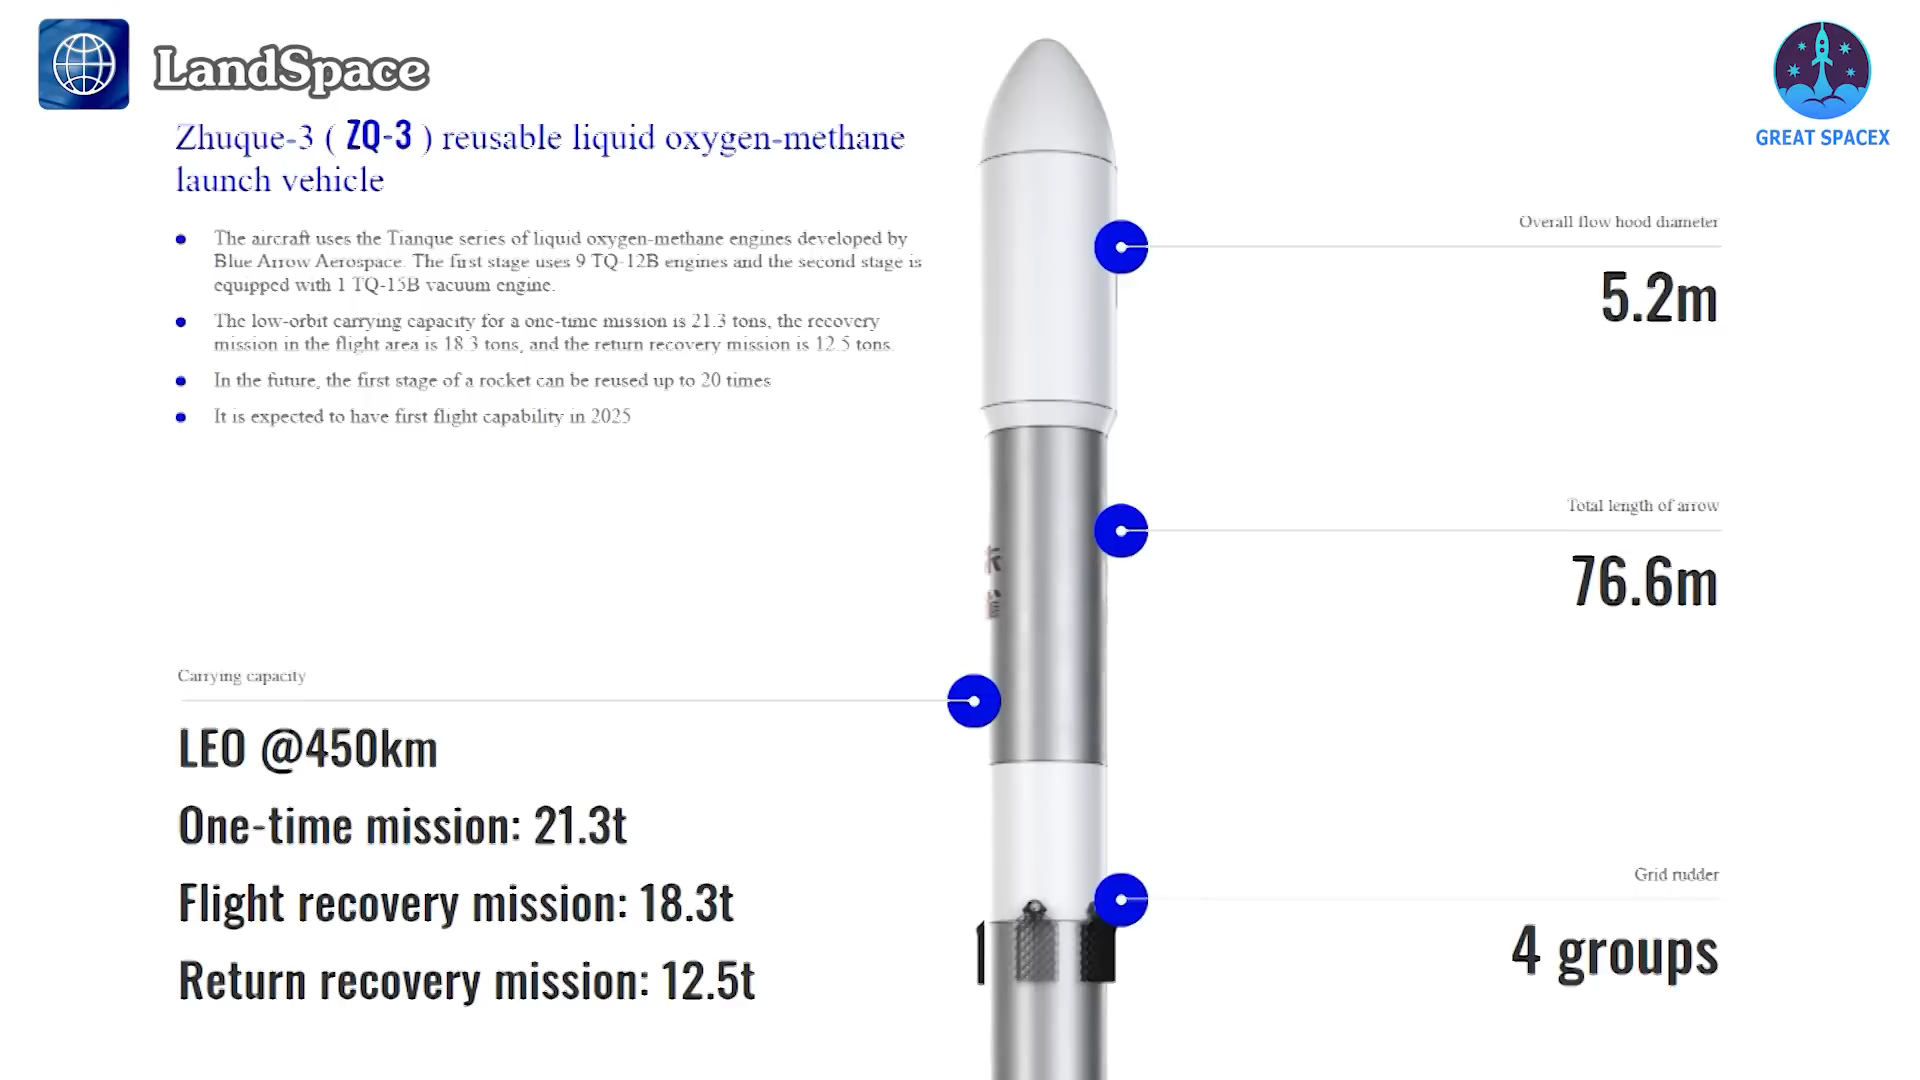 LandSpace
GREAT SPACEX
Zhuque-3 ( ZQ-3 ) reusable liquid oxygen-methane
launch vehicle
The aircraft uses the Tianque series of liquid oxygen-methane engines developed by
Blue Arrow Aerospace. The first stage uses 9 TQ-12B engines and the second stage is
equipped with 1 TQ-15B vacuum engine.
The low-orbit carrying capacity for a one-time mission is 21.3 tons, the recovery
mission in the flight area is 18.3 tons, and the return recovery mission is 12.5 tons.
In the future, the first stage of a rocket can be reused up to 20 times
It is expected to have first flight capability in 2025
Overall flow hood diameter
5.2m
Total length of arrow
76.6m
Carrying capacity
LEO @450km
One-time mission: 21.3t
Flight recovery mission: 18.3t
Return recovery mission: 12.5t
Grid rudder
4 groups